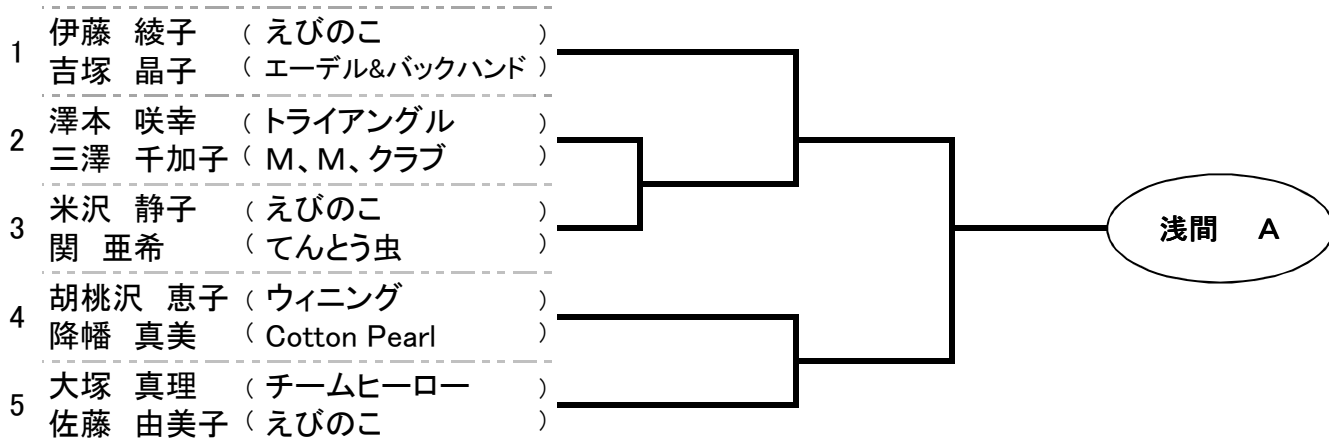 1
伊藤 綾子 ( えびのこ )
吉塚 晶子 ( エーデル&バックハンド )
2
澤本 咲幸 ( トライアングル )
三澤 千加子 ( M、M、クラブ )
3
米沢 静子 ( えびのこ )
関 亜希 ( てんとう虫 )
4
胡桃沢 恵子 ( ウィニング )
降幡 真美 ( Cotton Pearl )
5
大塚 真理 ( チームヒーロー )
佐藤 由美子 ( えびのこ )
浅間 A